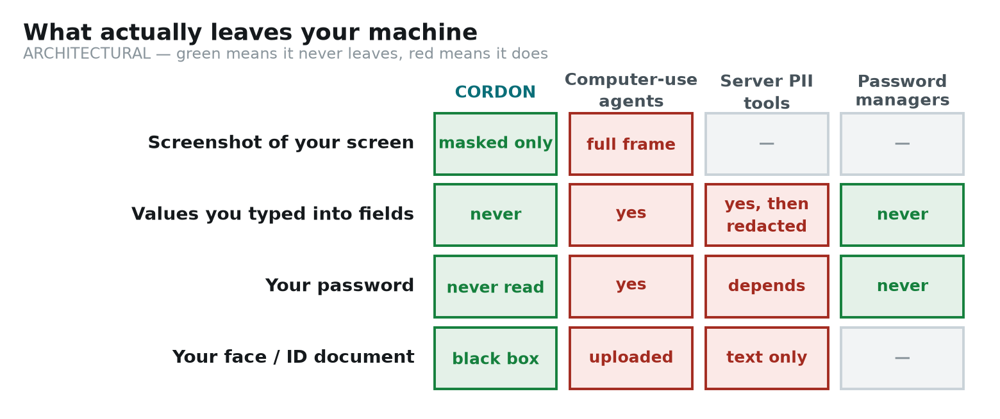 What actually leaves your machine
ARCHITECTURAL — green means it never leaves, red means it does
CORDON
Computer-use
agents
Server PII
tools
Password
managers
Screenshot of your screen
masked only
full frame
—
—
Values you typed into fields
never
yes
yes, then
redacted
never
Your password
never read
yes
depends
never
Your face / ID document
black box
uploaded
text only
—